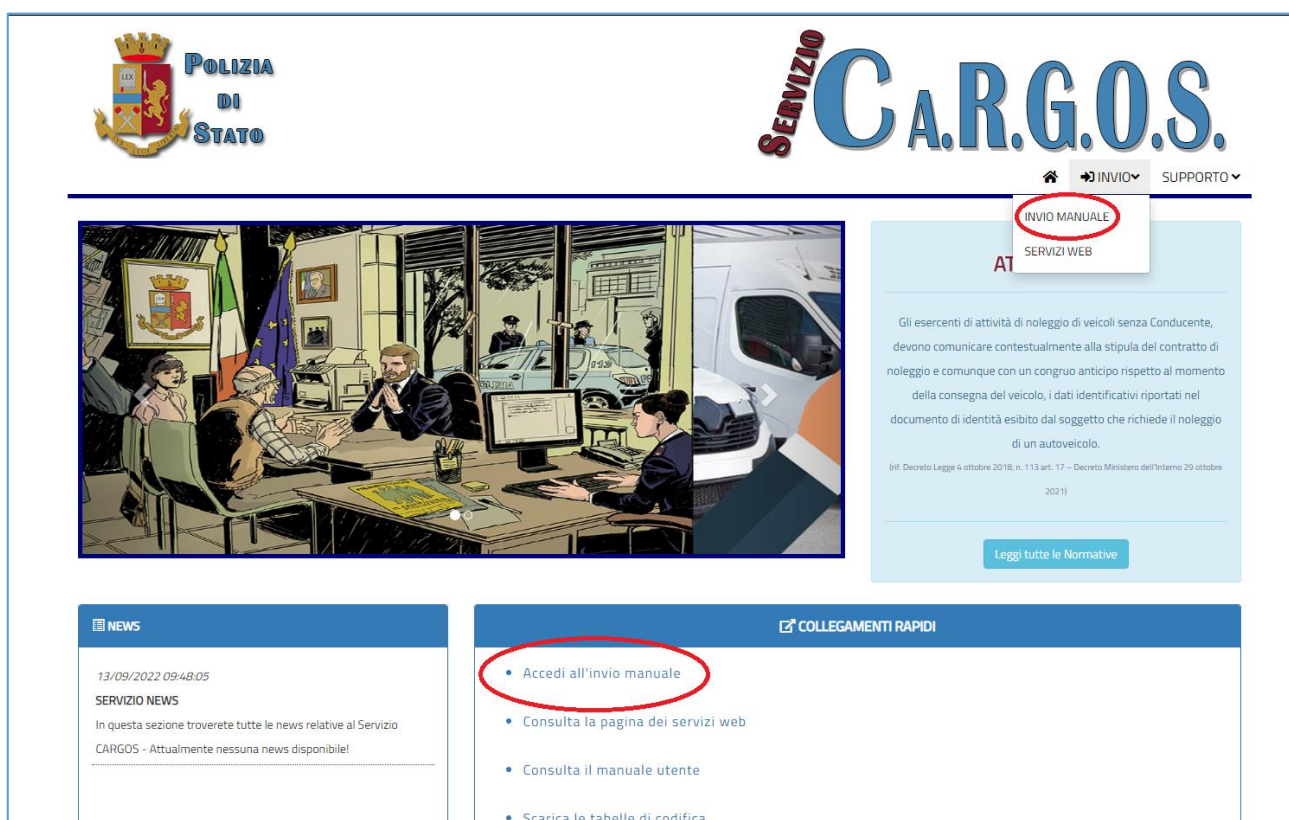 POLIZIA
DI
STATO
SERVIZIO
CA.R.G.O.S.
INVIO
SUPPORTO
INVIO MANUALE
SERVIZI WEB
AT
Gli esercenti di attività di noleggio di veicoli senza Conducente,
devono comunicare contestualmente alla stipula del contratto di
noleggio e comunque con un congruo anticipo rispetto al momento
della consegna del veicolo, i dati identificativi riportati nel
documento di identità esibito dal soggetto che richiede il noleggio
di un autoveicolo.
(rif. Decreto Legge 4 ottobre 2018, n. 113 art. 17 – Decreto Ministero dell'Interno 29 ottobre
2021)
Leggi tutte le Normative
NEWS
13/09/2022 09:48:05
SERVIZIO NEWS
In questa sezione troverete tutte le news relative al Servizio
CARGOS - Attualmente nessuna news disponibile!
COLLEGAMENTI RAPIDI
Accedi all'invio manuale
Consulta la pagina dei servizi web
Consulta il manuale utente
Scarica le tabelle di codifica